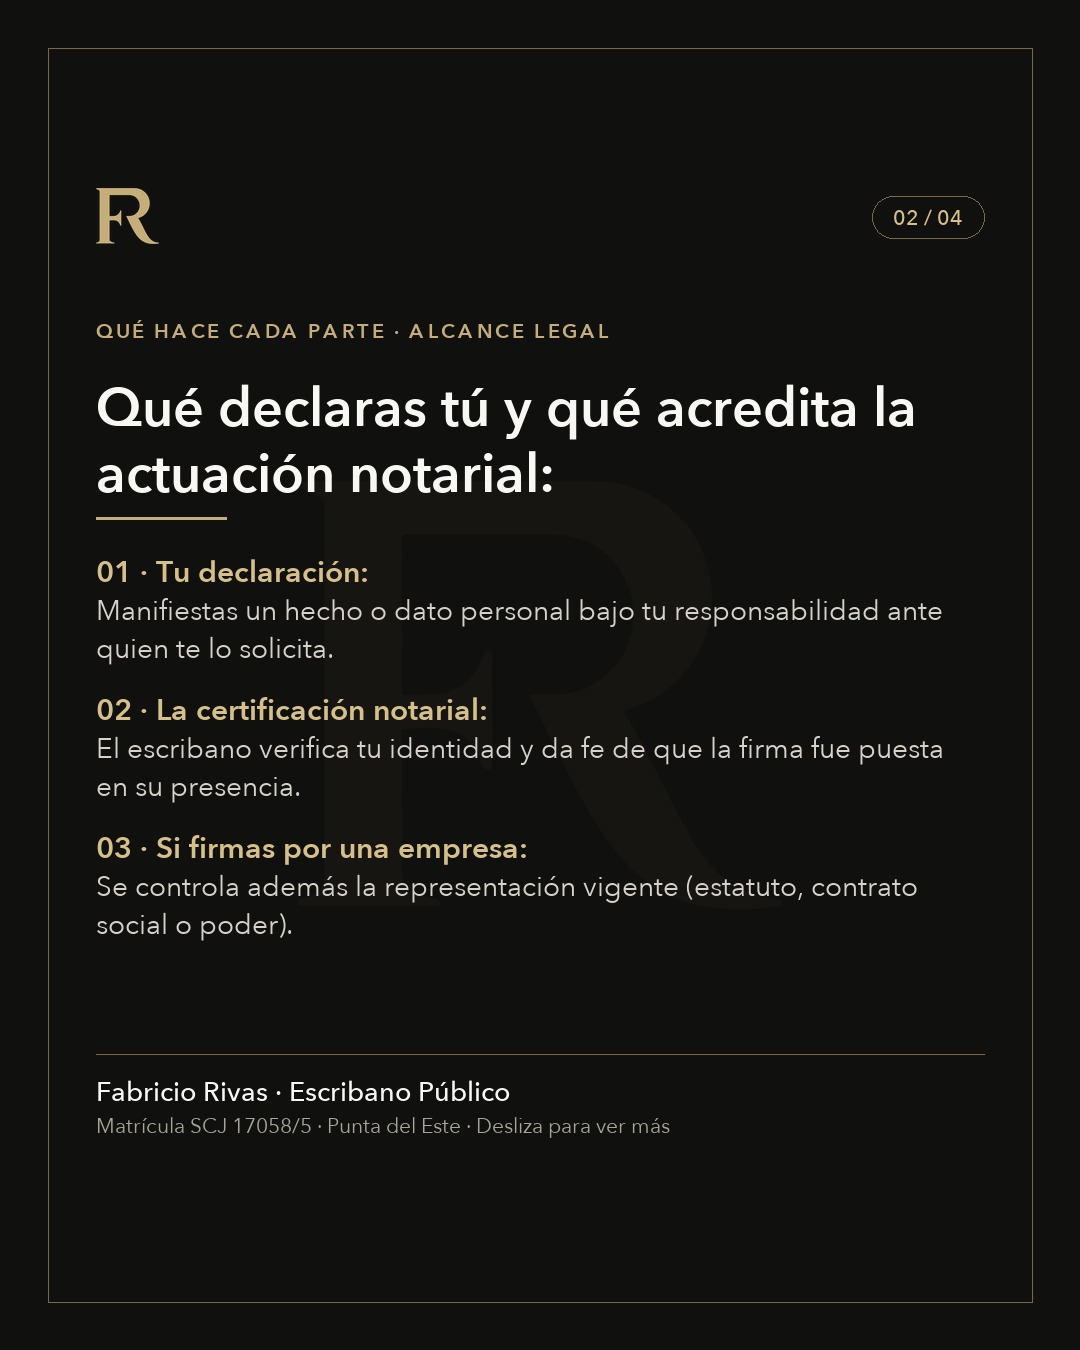 FR
02 / 04
QUÉ HACE CADA PARTE · ALCANCE LEGAL
Qué declaras tú y qué acredita la
actuación notarial:
01 · Tu declaración:
Manifiestas un hecho o dato personal bajo tu responsabilidad ante
quien te lo solicita.
02 · La certificación notarial:
El escribano verifica tu identidad y da fe de que la firma fue puesta
en su presencia.
03 · Si firmas por una empresa:
Se controla además la representación vigente (estatuto, contrato
social o poder).
Fabricio Rivas · Escribano Público
Matrícula SCJ 17058/5 · Punta del Este · Desliza para ver más